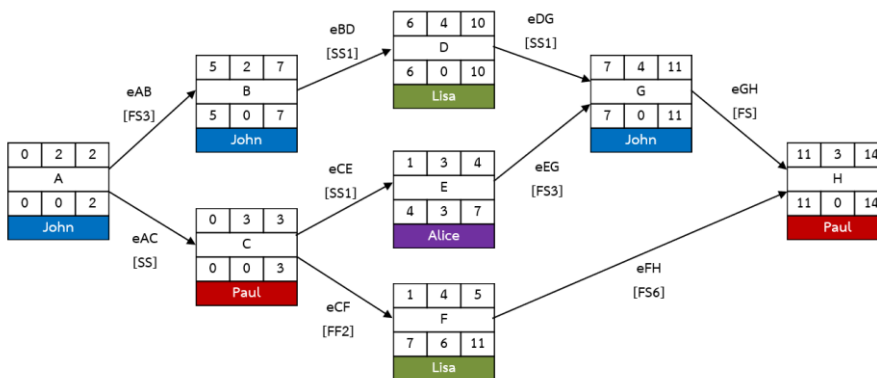 eAB
[FS3]
eBD
[SS1]
eDG
[SS1]
eGH
[FS]
eAC
[SS]
eCE
[SS1]
eEG
[FS3]
eCF
[FF2]
eFH
[FS6]
0 2 2
A
0 0 2
John
5 2 7
B
5 0 7
John
0 3 3
C
0 0 3
Paul
6 4 10
D
6 0 10
Lisa
1 3 4
E
4 3 7
Alice
1 4 5
F
7 6 11
Lisa
7 4 11
G
7 0 11
John
11 3 14
H
11 0 14
Paul